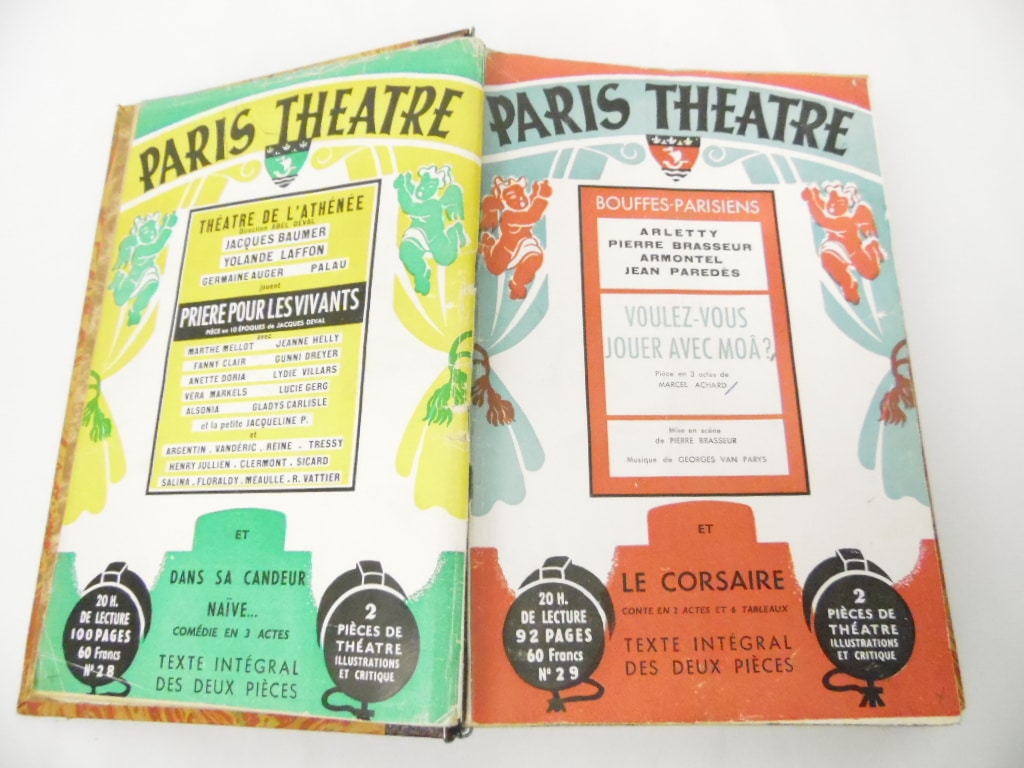 PARIS THEATRE
THÉATRE DE L'ATHÉNÉE
Direction ABEL DEVAL
JACQUES BAUMER
YOLANDE LAFFON
GERMAINE AUGER PALAU
jouent
PRIERE POUR LES VIVANTS
PIÈCE EN 10 ÉPOQUES de JACQUES DEVAL
avec
MARTHE MELLOT JEANNE HELLY
FANNY CLAIR GUNNI DREYER
ANETTE DORIA LYDIE VILLARS
VERA MARKELS LUCIE GERG
ALSONIA GLADYS CARLISLE
et la petite JACQUELINE P.
et
ARGENTIN . VANDÉRIC . REINE . TRESSY
HENRY JULLIEN . CLERMONT . SICARD
SALINA . FLORALDY . MÉAULLE . R. VATTIER
ET
DANS SA CANDEUR
NAÏVE...
COMÉDIE EN 3 ACTES
TEXTE INTÉGRAL
DES DEUX PIÈCES
20 H.
DE LECTURE
100 PAGES
60 Francs
N° 28
2
PIÈCES DE
THÉATRE
ILLUSTRATIONS
ET CRITIQUE
PARIS THEATRE
BOUFFES-PARISIENS
ARLETTY
PIERRE BRASSEUR
ARMONTEL
JEAN PAREDÈS
VOULEZ-VOUS
JOUER AVEC MOÂ?
Pièce en 3 actes de
MARCEL ACHARD
Mise en scène
de PIERRE BRASSEUR
Musique de GEORGES VAN PARYS
ET
LE CORSAIRE
CONTE EN 2 ACTES ET 6 TABLEAUX
TEXTE INTÉGRAL
DES DEUX PIÈCES
20 H.
DE LECTURE
92 PAGES
60 Francs
N° 29
2
PIÈCES DE
THÉATRE
ILLUSTRATIONS
ET CRITIQUE